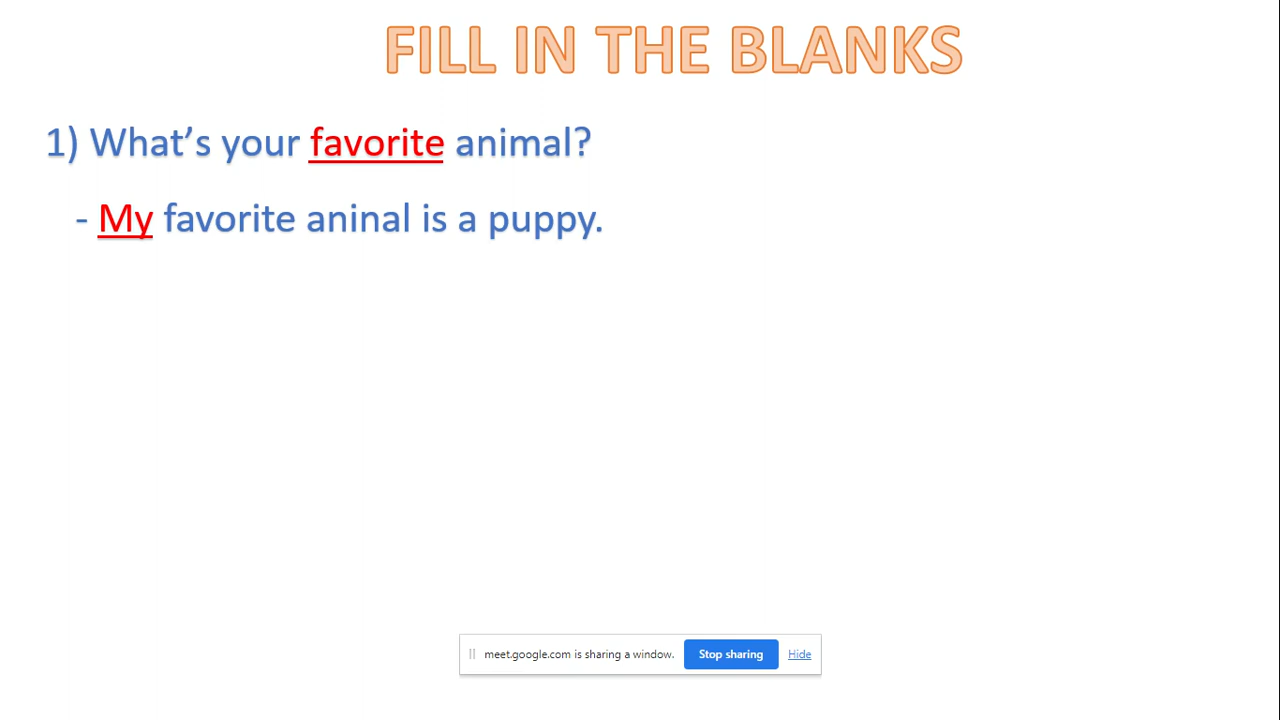 FILL IN THE BLANKS
1) What's your favorite animal?
- My favorite aninal is a puppy.
meet.google.com is sharing a window. Stop sharing Hide